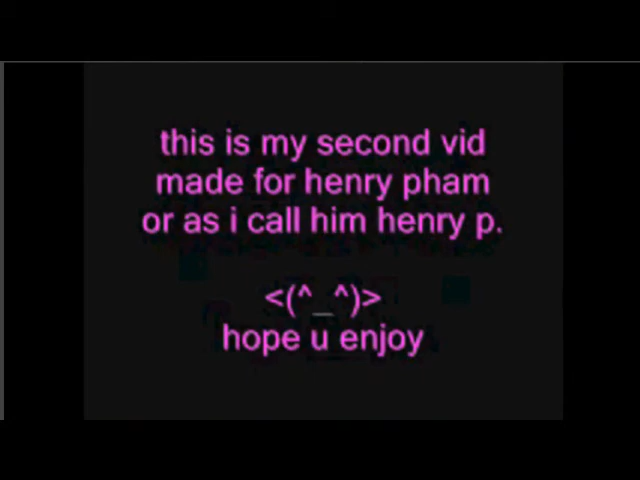 this is my second vid
made for henry pham
or as i call him henry p.
<(^_^)>
hope u enjoy